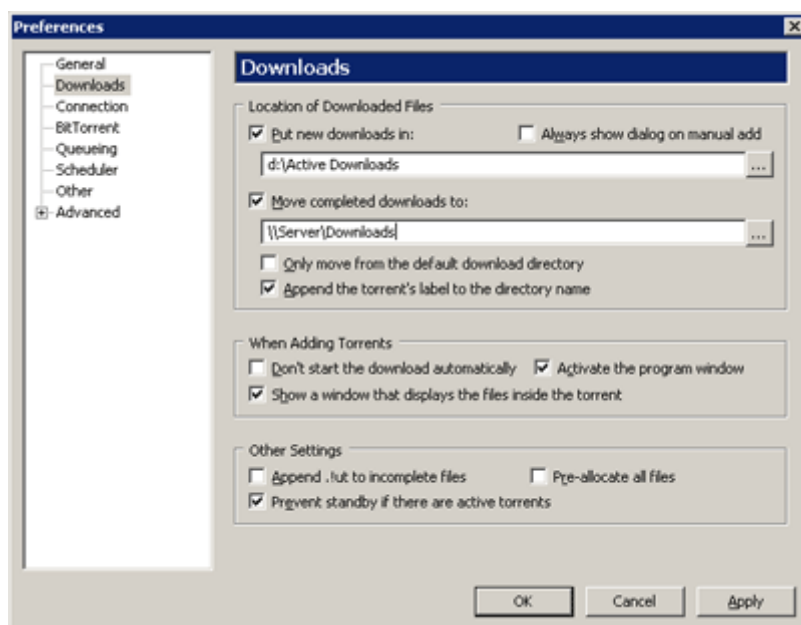 Preferences
General
Downloads
Connection
BitTorrent
Queueing
Scheduler
Other
Advanced
Downloads
Location of Downloaded Files
Put new downloads in: Always show dialog on manual add
d:\Active Downloads ...
Move completed downloads to:
\\Server\Downloads ...
Only move from the default download directory
Append the torrent's label to the directory name
When Adding Torrents
Don't start the download automatically Activate the program window
Show a window that displays the files inside the torrent
Other Settings
Append .!ut to incomplete files Pre-allocate all files
Prevent standby if there are active torrents
OK Cancel Apply